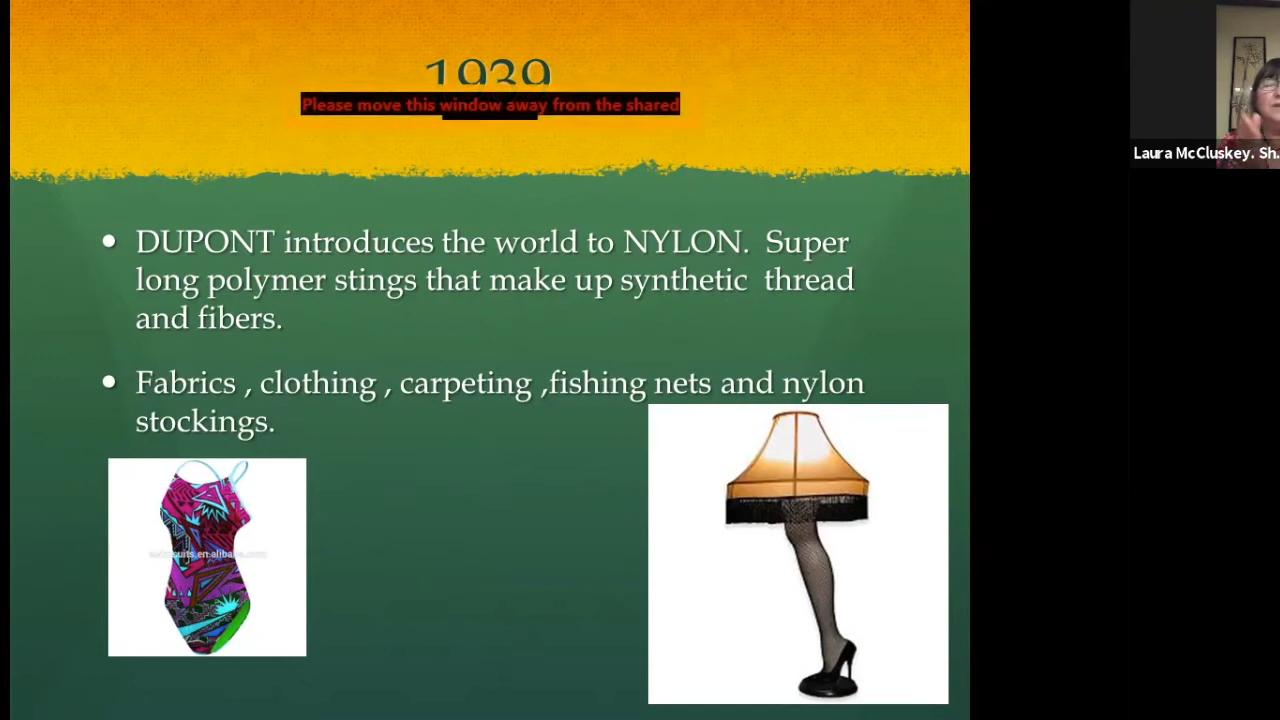 1939
Please move this window away from the shared
Laura McCluskey. Sh.
• DUPONT introduces the world to NYLON.  Super
long polymer stings that make up synthetic  thread
and fibers.
• Fabrics , clothing , carpeting ,fishing nets and nylon
stockings.